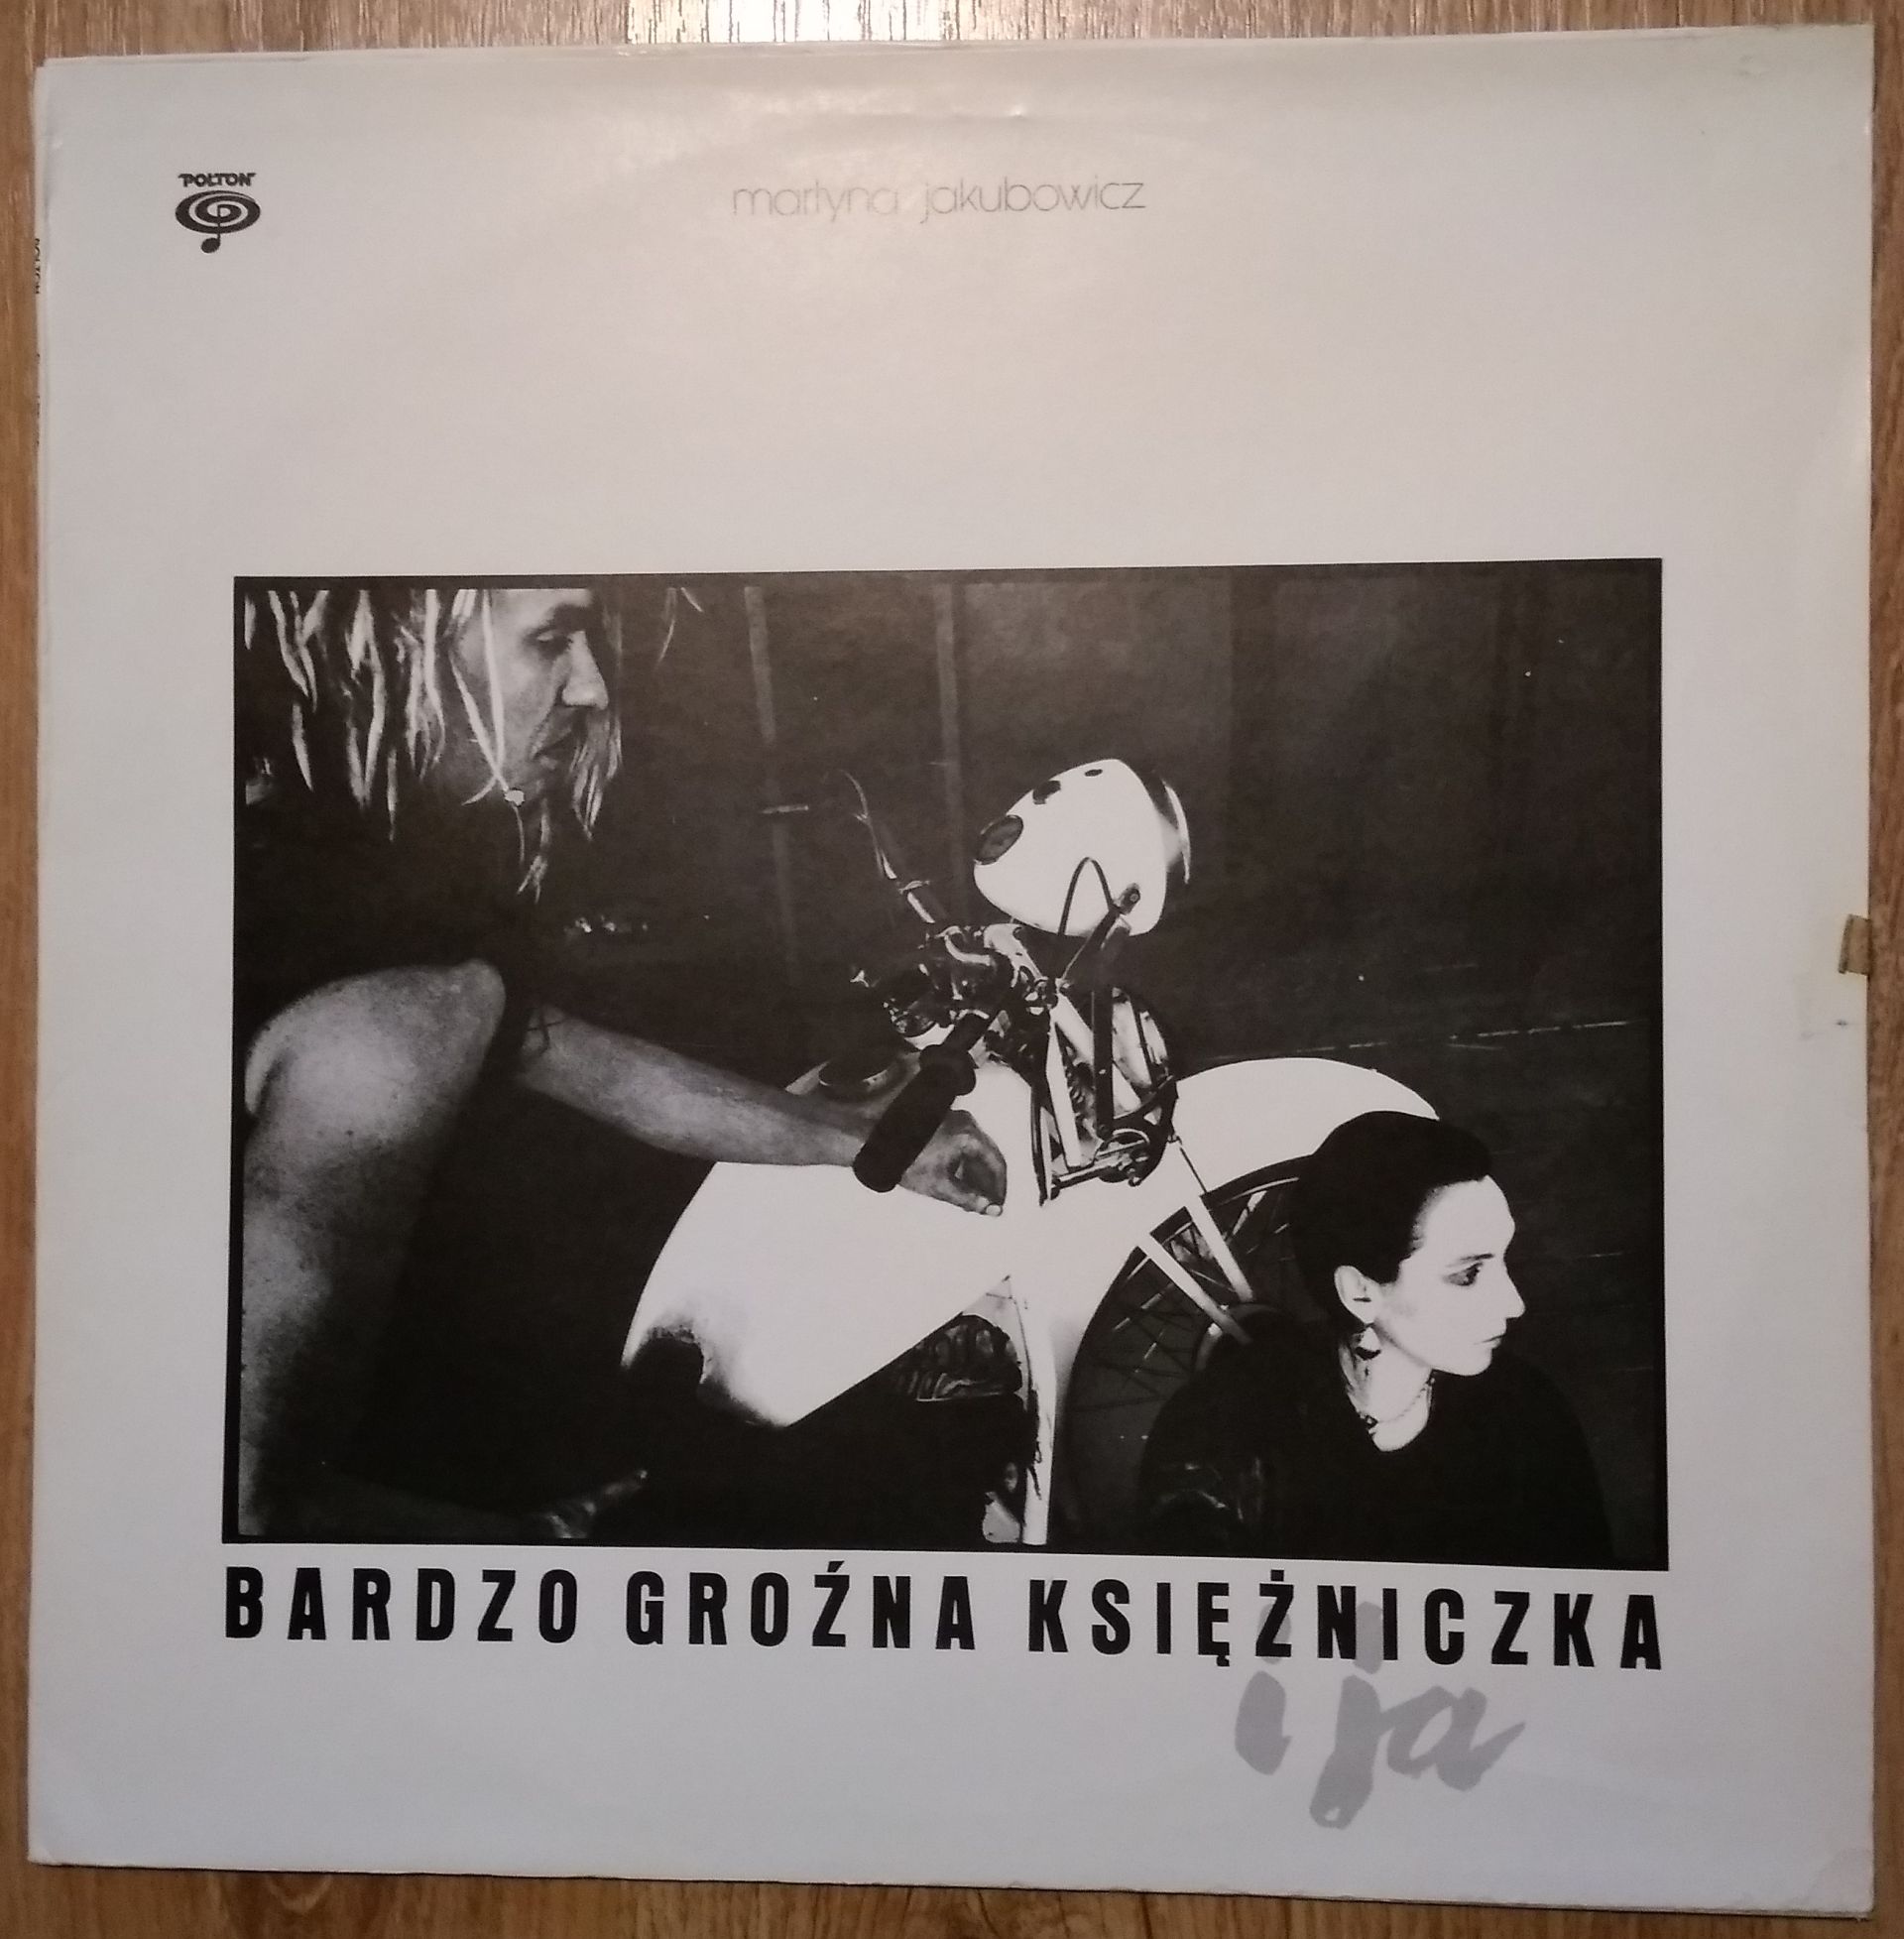 POLTON
martyna jakubowicz
BARDZO GROŹNA KSIĘŻNICZKA
i ja